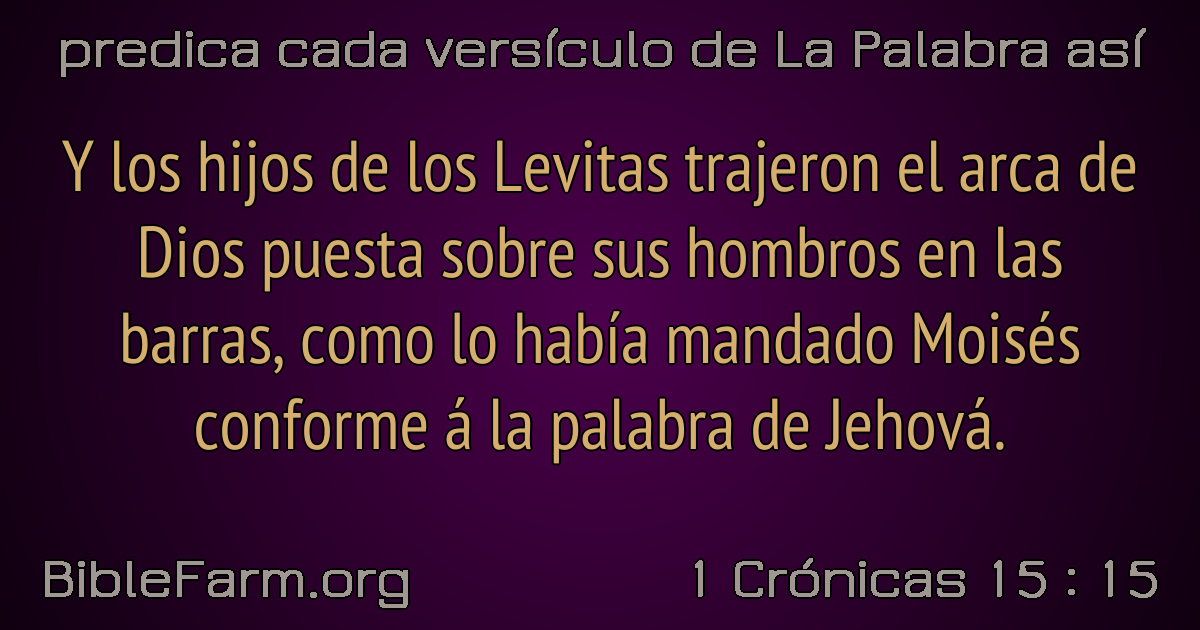 predica cada versículo de La Palabra así
Y los hijos de los Levitas trajeron el arca de
Dios puesta sobre sus hombros en las
barras, como lo había mandado Moisés
conforme á la palabra de Jehová.
BibleFarm.org
1 Crónicas 15 : 15